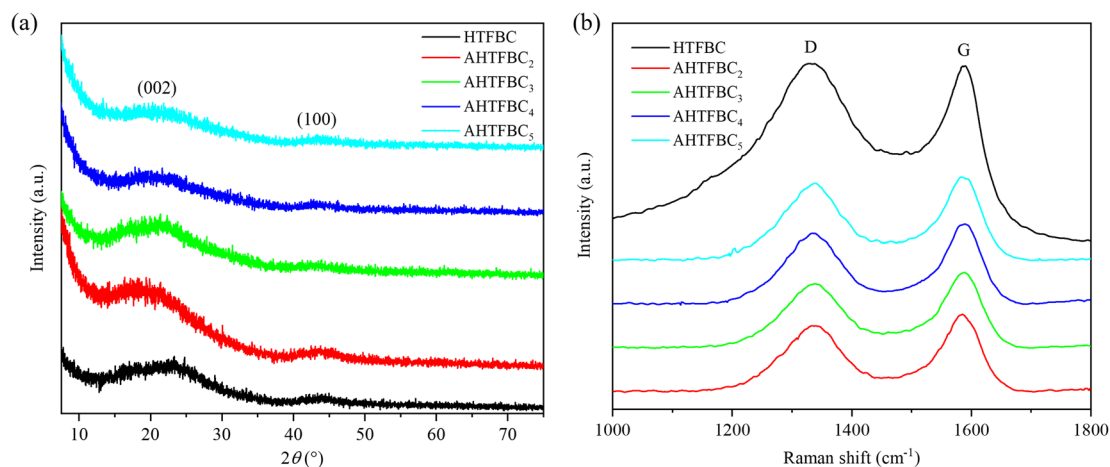 (a)
Intensity (a.u.)
HTFBC
AHTFBC₂
AHTFBC₃
AHTFBC₄
AHTFBC₅
(002)
(100)
10 20 30 40 50 60 70
2θ (°)
(b)
Intensity (a.u.)
HTFBC
AHTFBC₂
AHTFBC₃
AHTFBC₄
AHTFBC₅
D
G
1000 1200 1400 1600 1800
Raman shift (cm⁻¹)